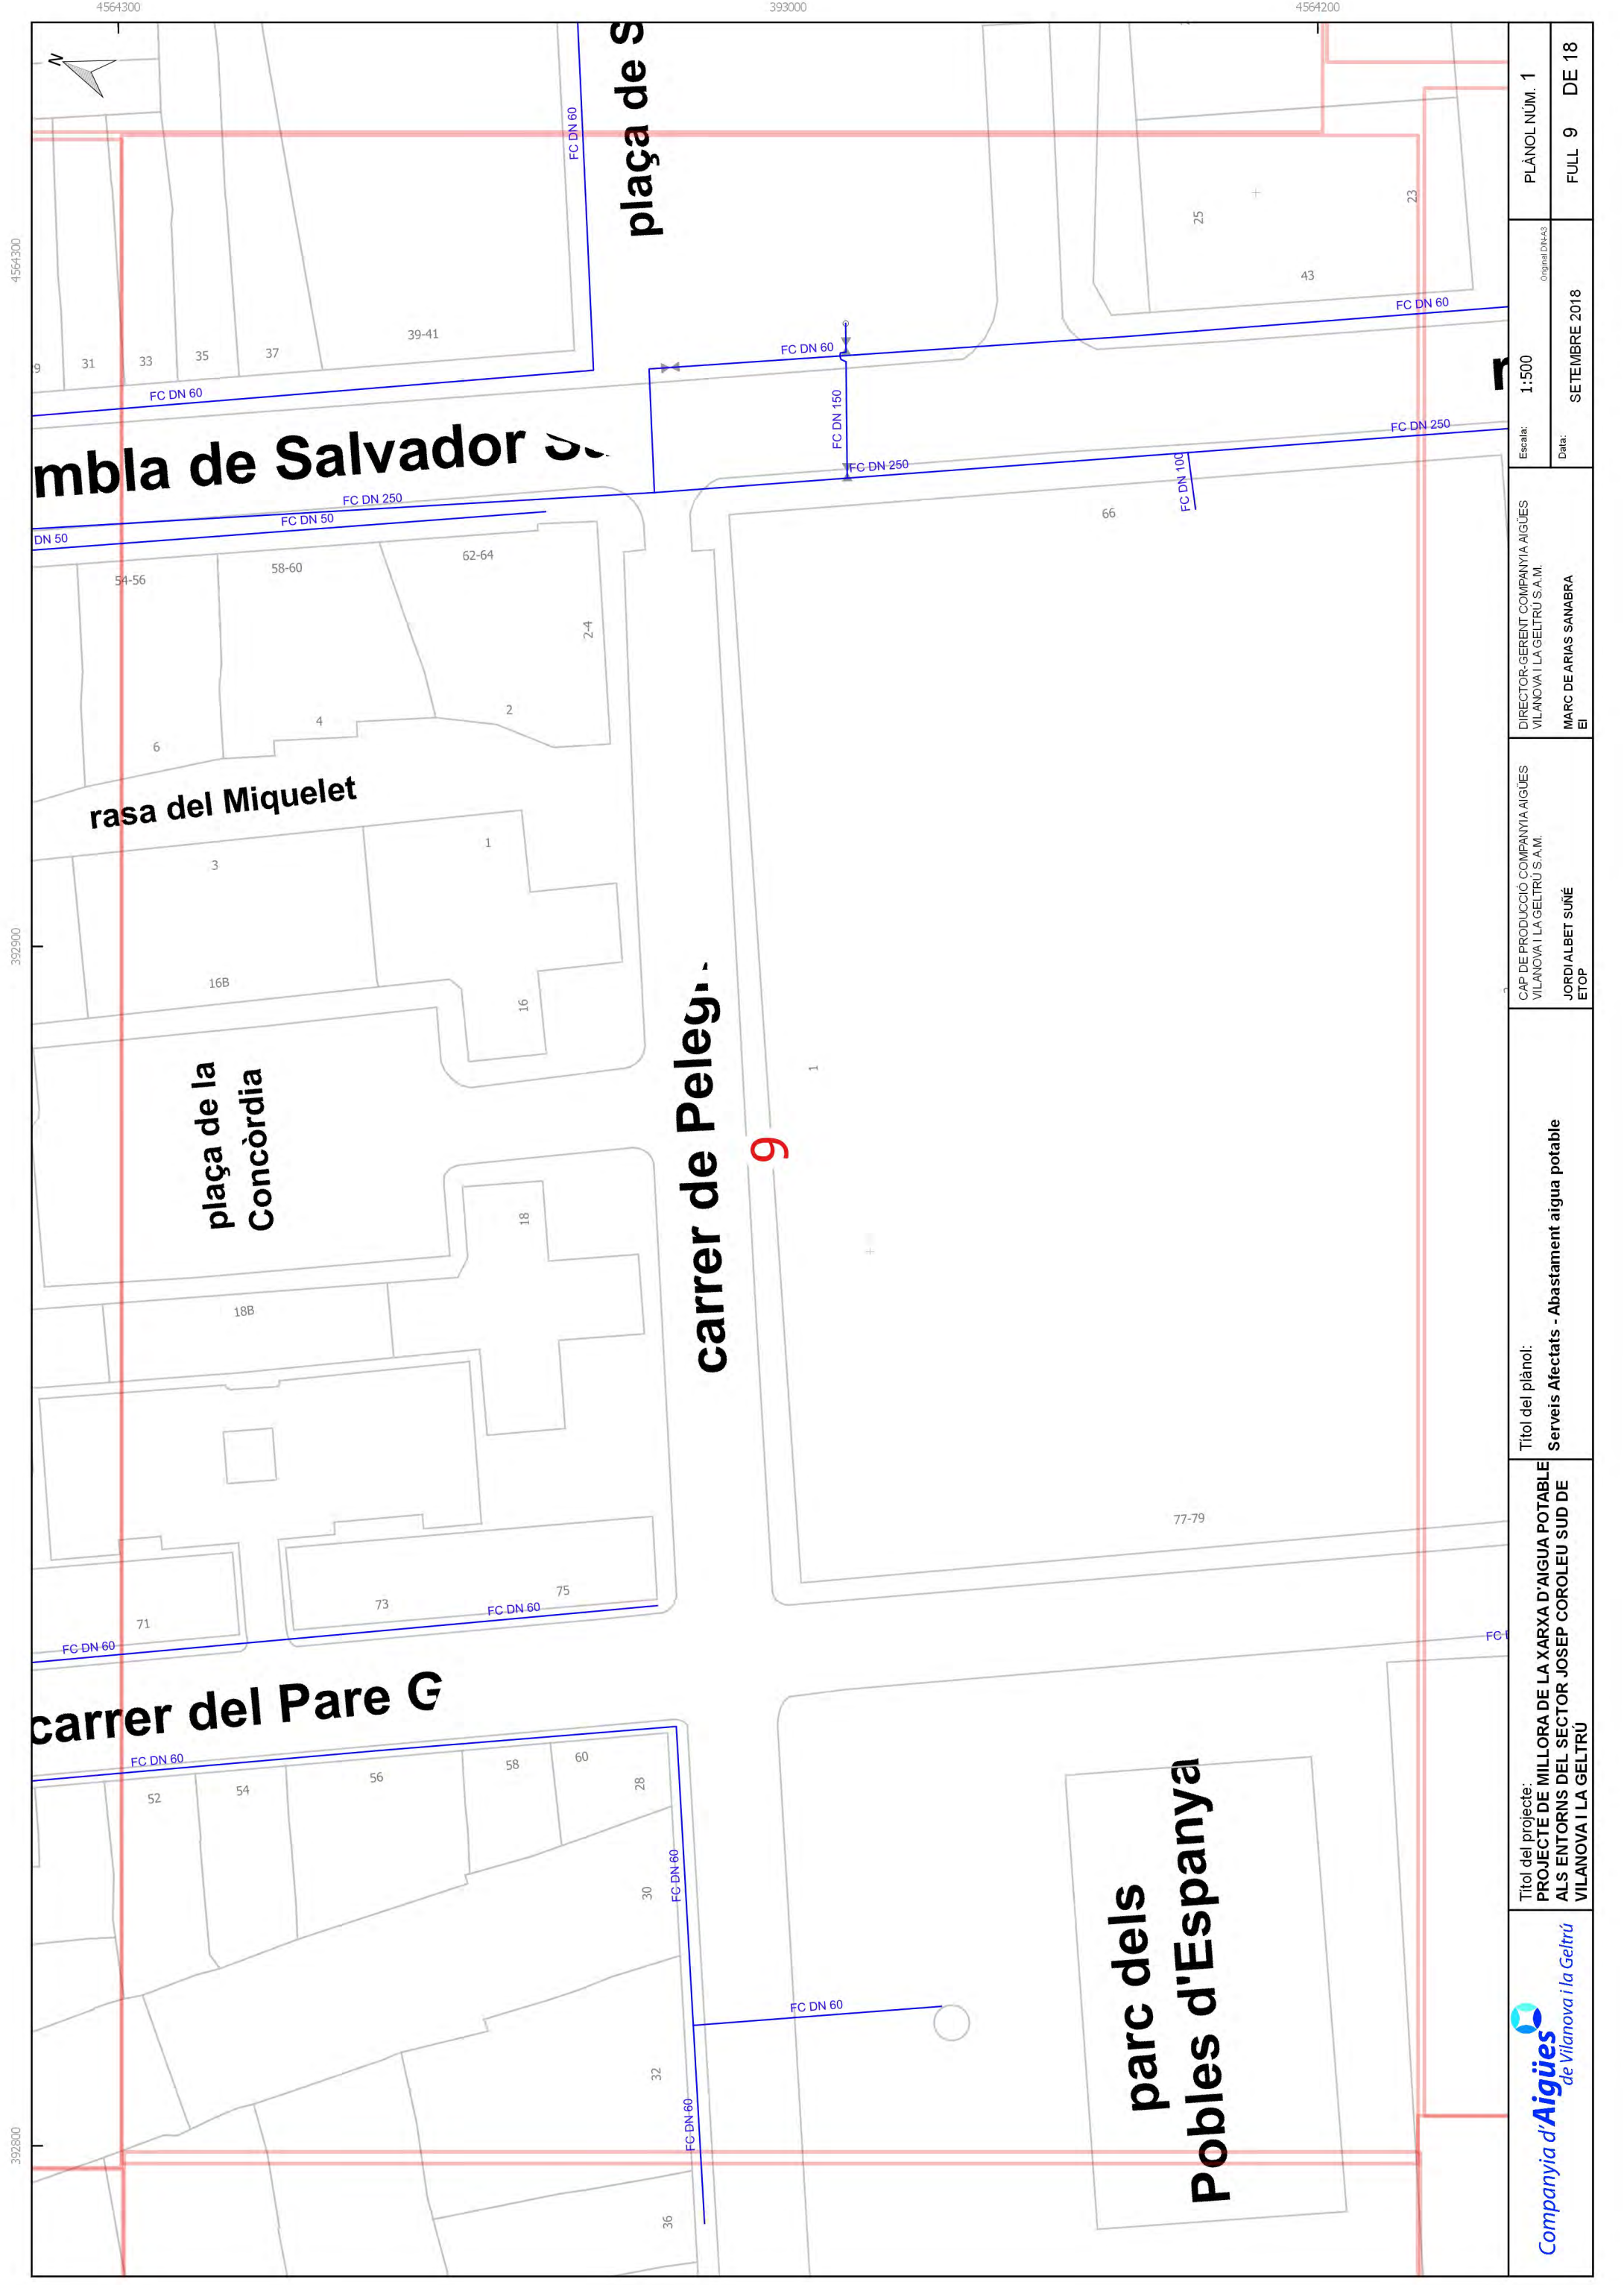 4564300
393000
4564200
4564300
392900
392800
N
plaça de S
FC DN 60
31
33
35
37
39-41
FC DN 60
25
23
43
FC DN 60
FC DN 60
FC DN 150
mbla de Salvador
FC DN 250
FC DN 250
FC DN 250
FC DN 50
DN 50
FC DN 100
66
54-56
58-60
62-64
2-4
6
4
2
rasa del Miquelet
3
1
16B
16
plaça de la
Concòrdia
carrer de Peleg
1
9
18
18B
77-79
71
73
75
FC DN 60
FC DN 60
carrer del Pare G
FC DN 60
52
54
56
58
60
28
30
32
36
FC DN 60
FC DN 60
FC DN 60
parc dels
Pobles d'Espanya
Companyia d'Aigües
de Vilanova i la Geltrú
Títol del projecte:
PROJECTE DE MILLORA DE LA XARXA D'AIGUA POTABLE
ALS ENTORNS DEL SECTOR JOSEP COROLEU SUD DE
VILANOVA I LA GELTRÚ
Títol del plànol:
Serveis Afectats - Abastament aigua potable
CAP DE PRODUCCIÓ COMPANYIA AIGÜES
VILANOVA I LA GELTRÚ S.A.M.
JORDI ALBET SUÑÉ
ETOP
DIRECTOR-GERENT COMPANYIA AIGÜES
VILANOVA I LA GELTRÚ S.A.M.
MARC DE ARIAS SANABRA
EI
Escala:
1:500
Original DIN-A3
Data:
SETEMBRE 2018
PLÀNOL NÚM. 1
FULL 9 DE 18